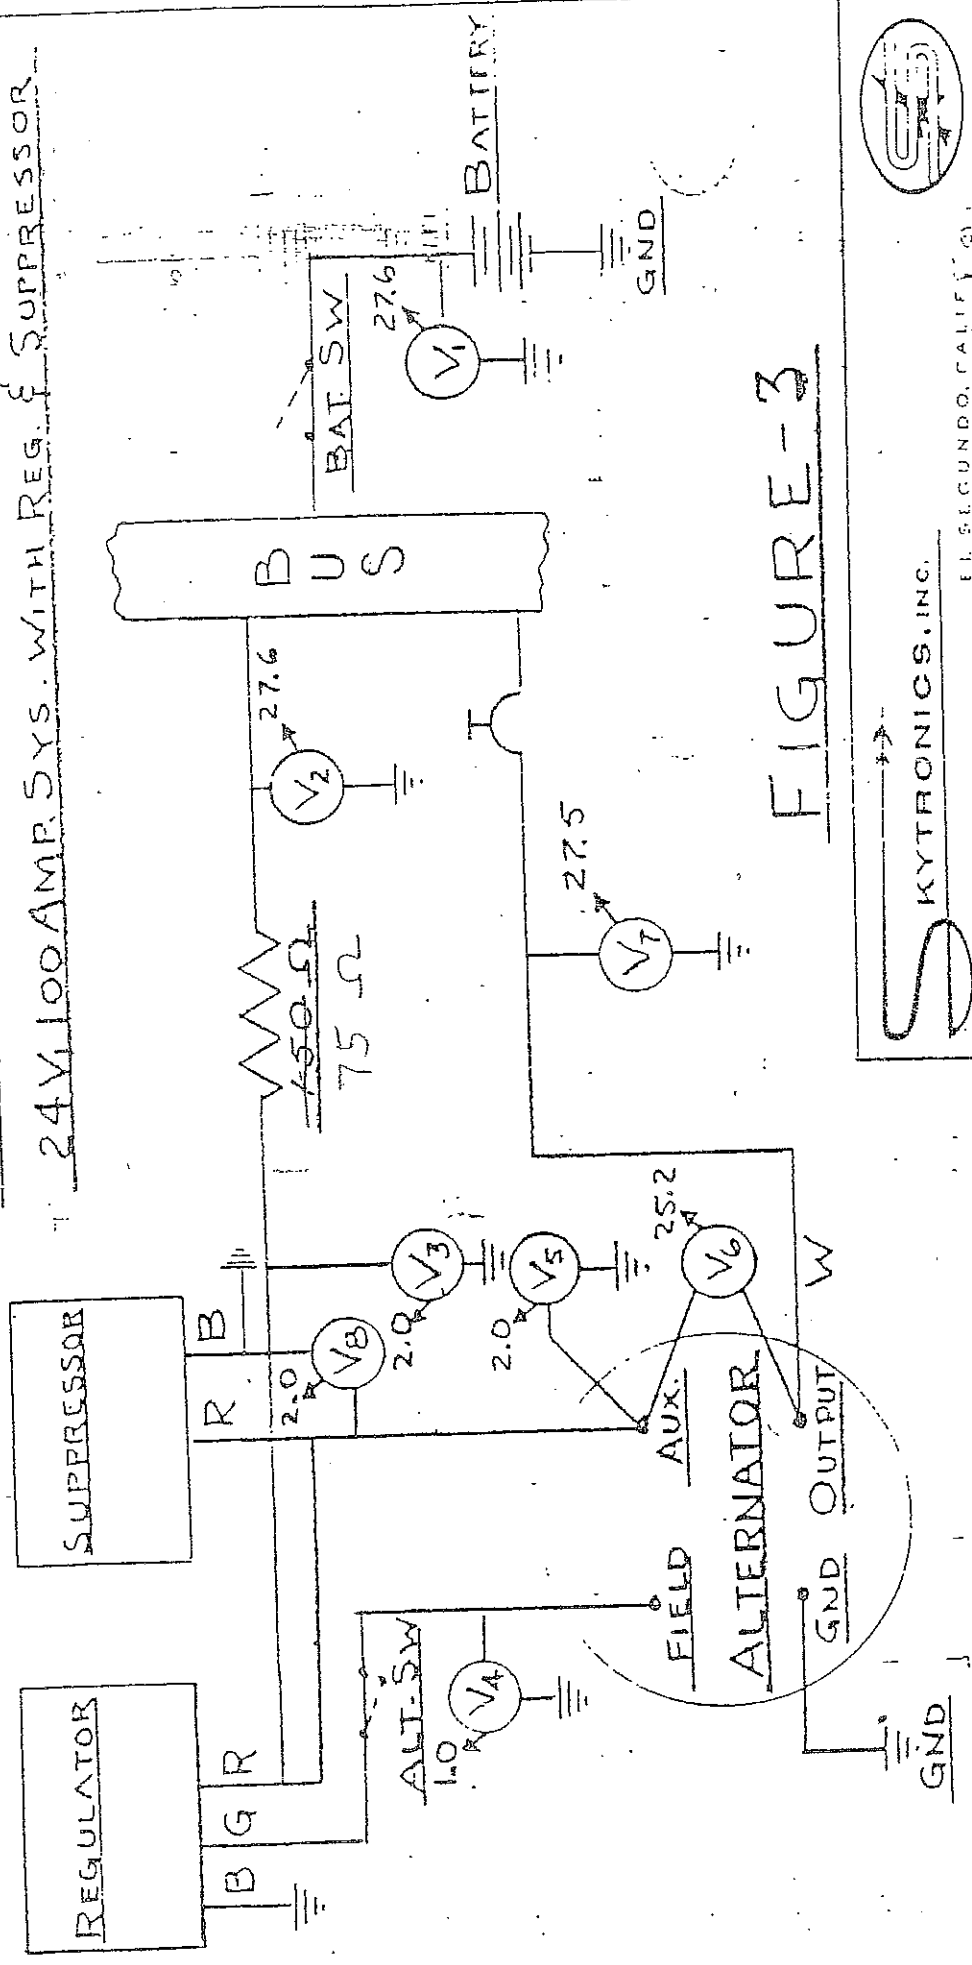 24V, 100 AMP. SYS. WITH REG. & SUPPRESSOR
REGULATOR
B G R
SUPPRESSOR
R B
ALT. SW
V4
1.0
V8
2.0
V3
2.0
V5
2.0
V6
25.2
FIELD
AUX.
ALTERNATOR
GND
OUTPUT
GND
W
150 Ω
75 Ω
V2
27.6
V7
27.5
BUS
BAT. SW
V1
27.6
BATTERY
GND
FIGURE-3
SKYTRONICS, INC.
EL SEGUNDO, CALIF.